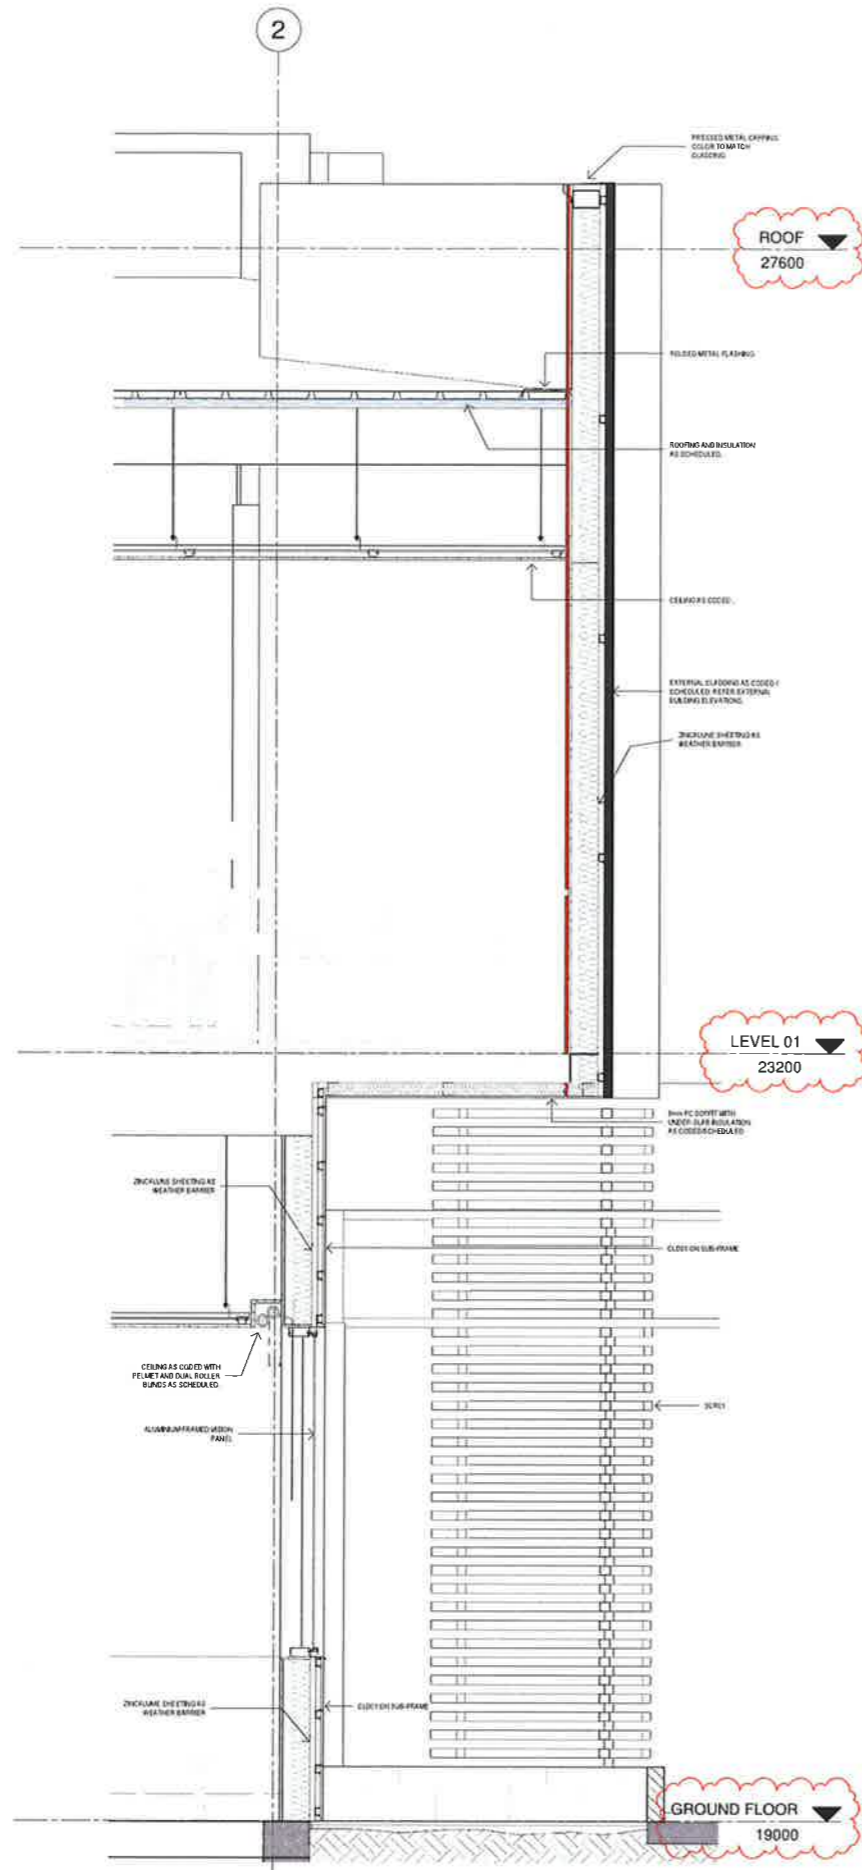 2
PRESSED METAL CAPPING
COLOR TO MATCH
CLADDING
ROOF
27600
FOLDED METAL FLASHING
ROOFING AND INSULATION
AS SCHEDULED.
CEILING AS CODED
EXTERNAL CLADDING AS CODED /
SCHEDULED. REFER EXTERNAL
BUILDING ELEVATIONS.
ZINCALUME SHEETING AS
WEATHER BARRIER
LEVEL 01
23200
FC SOFFIT WITH
UNDER-SLAB INSULATION
AS CODED/SCHEDULED
ZINCALUME SHEETING AS
WEATHER BARRIER
ON SUB-FRAME
CEILING AS CODED WITH
PELMET AND DUAL ROLLER
BLINDS AS SCHEDULED.
ALUMINIUM FRAMED VISION
PANEL
ZINCALUME SHEETING AS
WEATHER BARRIER
ON SUB-FRAME
GROUND FLOOR
19000